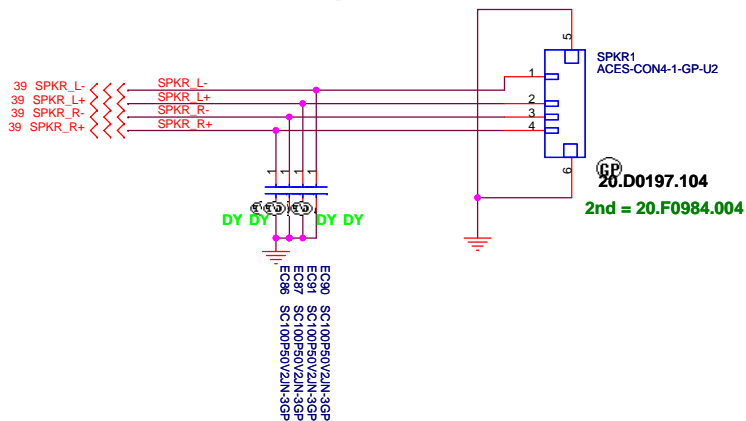 5
SPKR1
ACES-CON4-1-GP-U2
39 SPKR_L- SPKR_L- 1
39 SPKR_L+ SPKR_L+ 2
39 SPKR_R- SPKR_R- 3
39 SPKR_R+ SPKR_R+ 4
6
GP
20.D0197.104
2nd = 20.F0984.004
1 1 1 1
DY DY DY DY
EC86 SC100P50V2JN-3GP
EC87 SC100P50V2JN-3GP
EC91 SC100P50V2JN-3GP
EC90 SC100P50V2JN-3GP